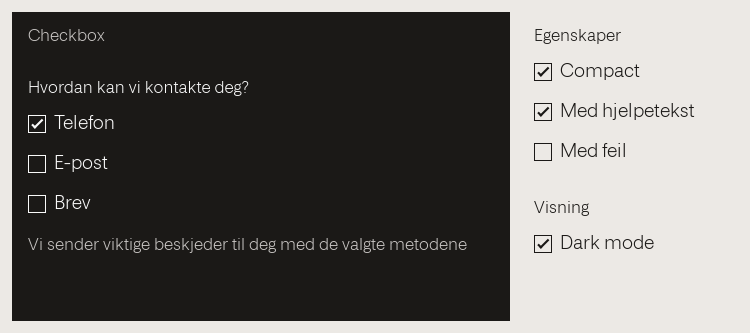 Checkbox
Hvordan kan vi kontakte deg?
Telefon
E-post
Brev
Vi sender viktige beskjeder til deg med de valgte metodene
Egenskaper
Compact
Med hjelpetekst
Med feil
Visning
Dark mode